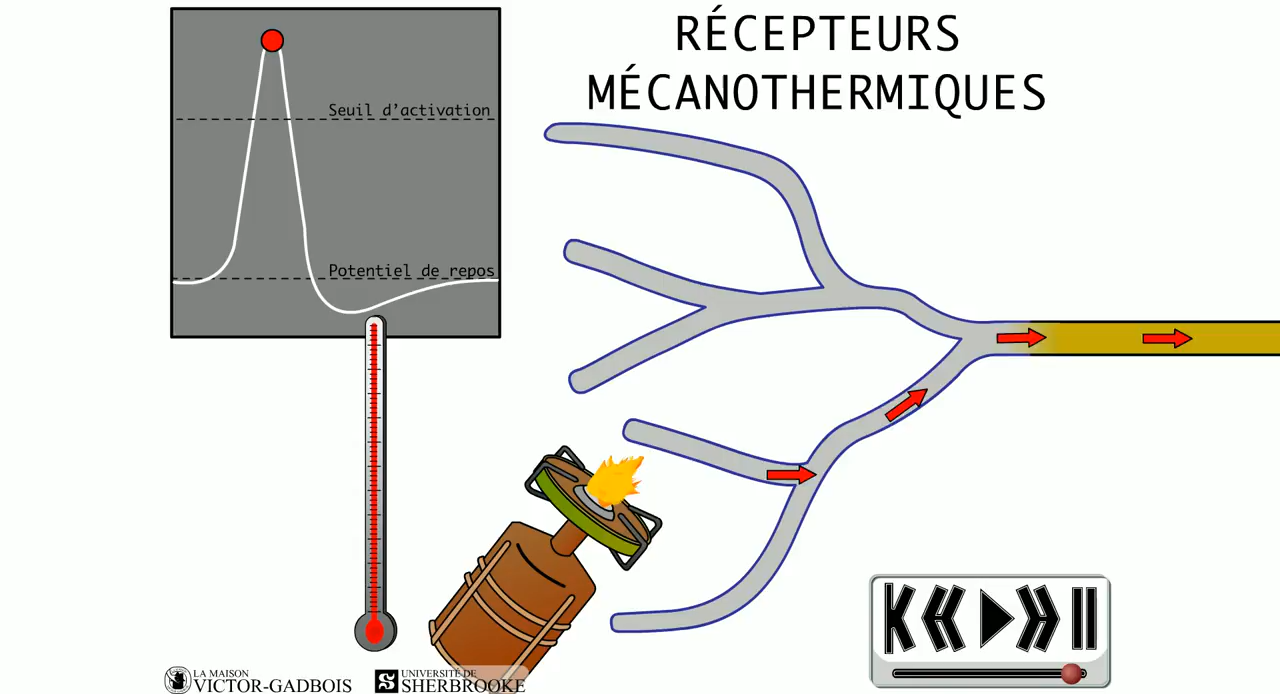 RÉCEPTEURS
MÉCANOTHERMIQUES
Seuil d'activation
Potentiel de repos
LA MAISON
VICTOR-GADBOIS
S
UNIVERSITÉ DE
SHERBROOKE